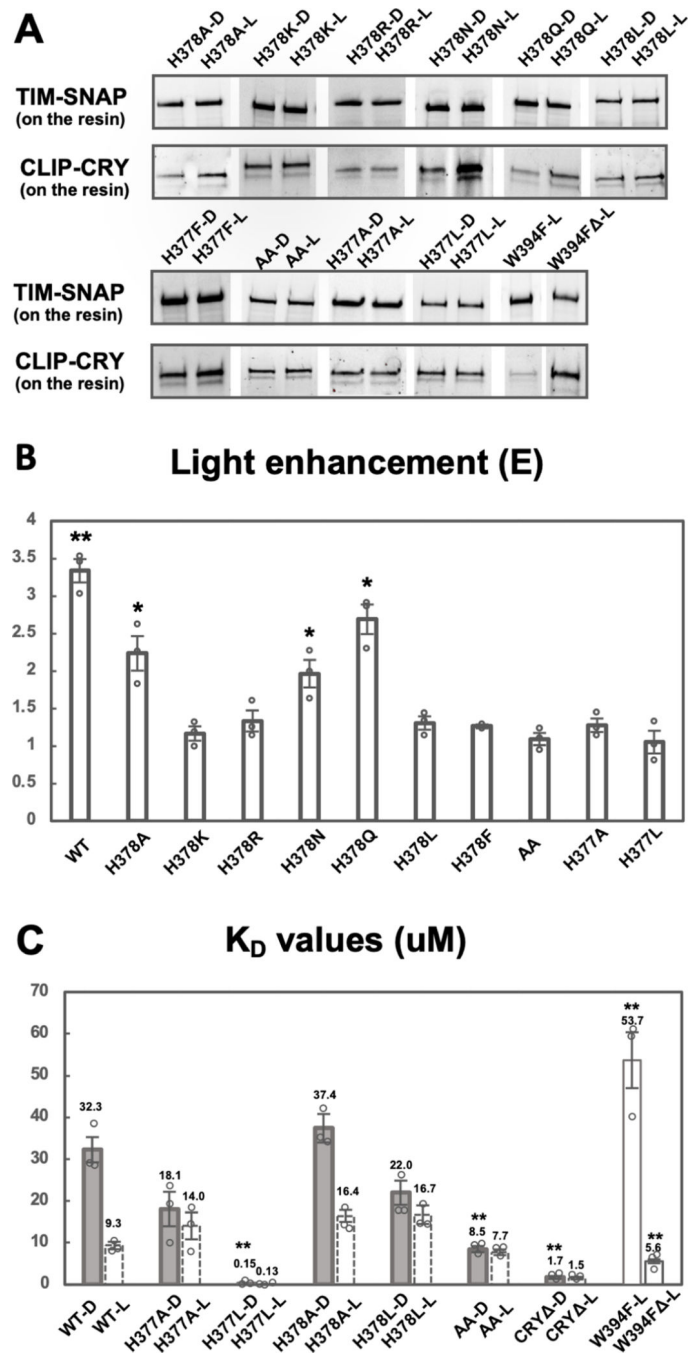 A
H378A-D H378A-L H378K-D H378K-L H378R-D H378R-L H378N-D H378N-L H378Q-D H378Q-L H378L-D H378L-L
TIM-SNAP
(on the resin)
CLIP-CRY
(on the resin)
H377F-D H377F-L AA-D AA-L H377A-D H377A-L H377L-D H377L-L W394F-L W394FΔ-L
TIM-SNAP
(on the resin)
CLIP-CRY
(on the resin)
B
Light enhancement (E)
4
3.5
3
2.5
2
1.5
1
0.5
0
** * * *
WT H378A H378K H378R H378N H378Q H378L H378F AA H377A H377L
C
KD values (uM)
70
60
50
40
30
20
10
0
32.3 9.3 18.1 14.0 ** 0.15 0.13 37.4 16.4 22.0 16.7 ** 8.5 7.7 ** 1.7 1.5 ** 53.7 ** 5.6
WT-D WT-L H377A-D H377A-L H377L-D H377L-L H378A-D H378A-L H378L-D H378L-L AA-D AA-L CRYΔ-D CRYΔ-L W394F-L W394FΔ-L